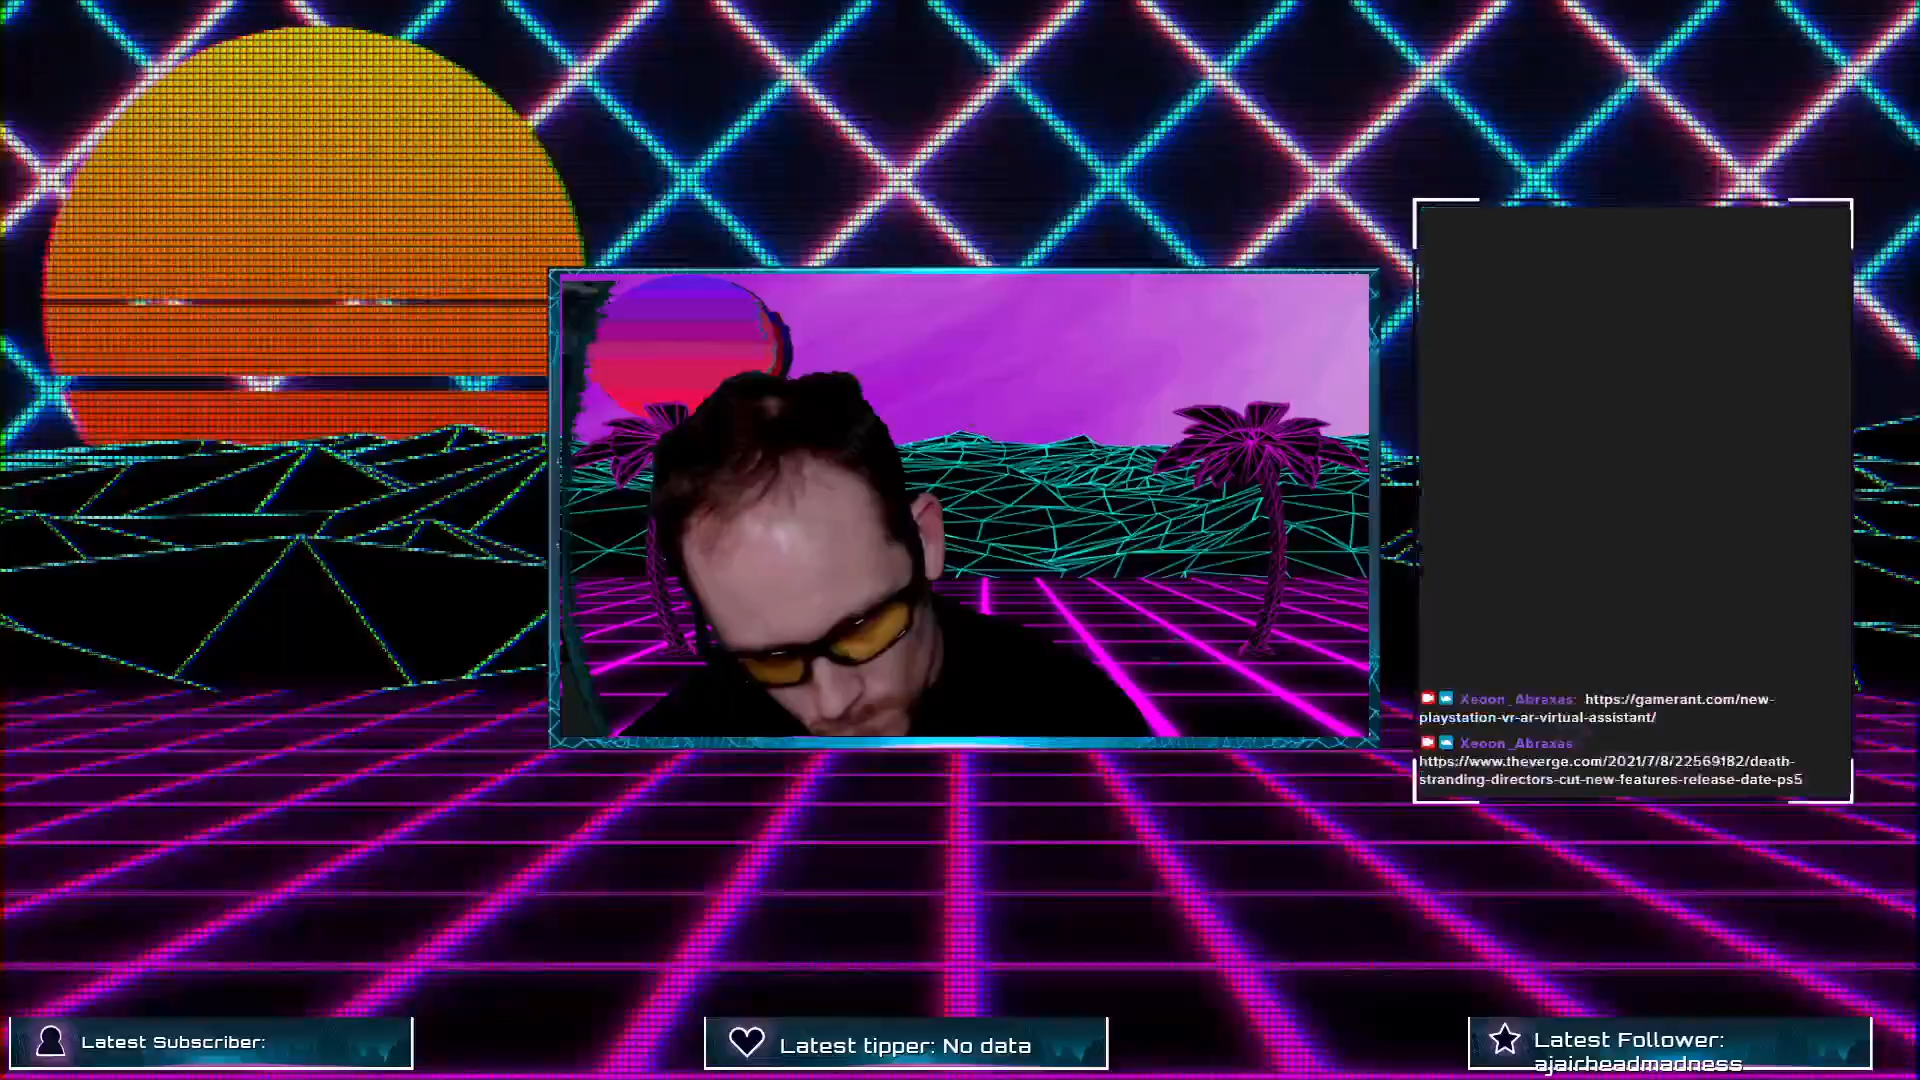 Xeoon_Abraxas: https://gamerant.com/new-
playstation-vr-ar-virtual-assistant/
Xeoon_Abraxas
https://www.theverge.com/2021/7/8/22569182/death-
stranding-directors-cut-new-features-release-date-ps5
Latest Subscriber:
Latest tipper: No data
Latest Follower:
ajairheadmadness